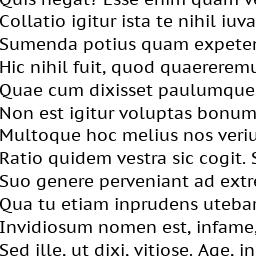 Quis negat? Esse enim quam
Collatio igitur ista te nihil iuva
Sumenda potius quam expeter
Hic nihil fuit, quod quaereremu
Quae cum dixisset paulumque
Non est igitur voluptas bonum
Multoque hoc melius nos veriu
Ratio quidem vestra sic cogit.
Suo genere perveniant ad extre
Qua tu etiam inprudens uteba
Invidiosum nomen est, infame,
Sed ille, ut dixi, vitiose. Age, in